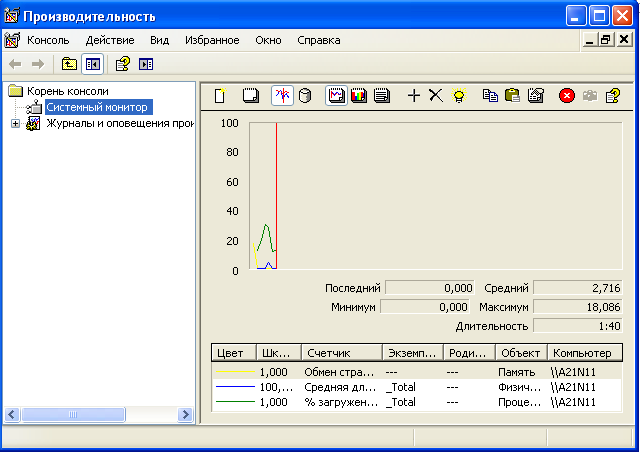 Производительность
Консоль Действие Вид Избранное Окно Справка
Корень консоли
Системный монитор
Журналы и оповещения прои
100
80
60
40
20
0
Последний 0,000 Средний 2,716
Минимум 0,000 Максимум 18,086
Длительность 1:40
Цвет Шк... Счетчик Экземп... Роди... Объект Компьютер
1,000 Обмен стра... --- --- Память \\A21N11
100,... Средняя дл... _Total --- Физич... \\A21N11
1,000 % загружен... _Total --- Проце... \\A21N11